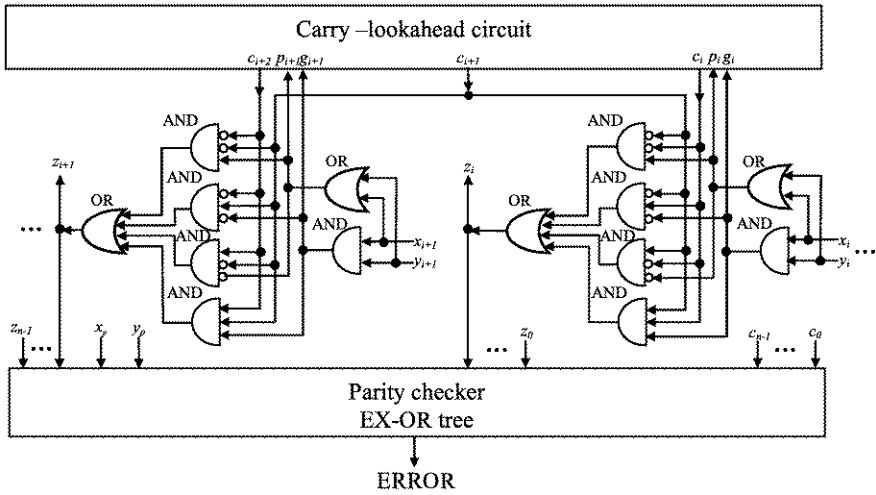 Carry –lookahead circuit
c_{i+2} p_{i+1} g_{i+1} c_{i+1} c_i p_i g_i
AND AND
z_{i+1} OR z_i OR
AND AND
OR OR
AND AND
... x_{i+1} ... x_i
AND AND
y_{i+1} y_i ...
AND AND
z_{n-1} ... x_p y_p ... z_0 c_{n-1} ... c_0
Parity checker
EX-OR tree
ERROR